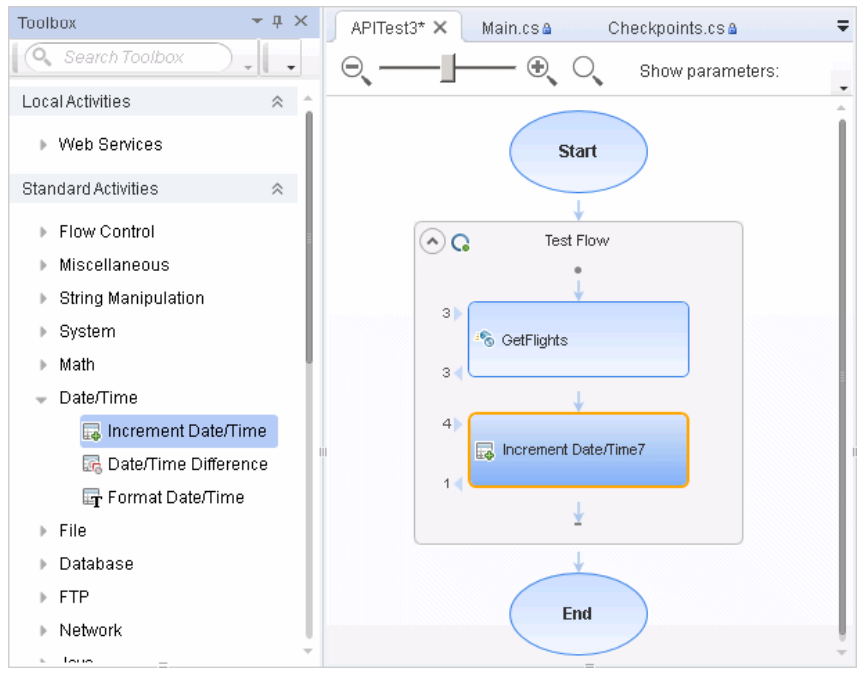 Toolbox
Search Toolbox
Local Activities
Web Services
Standard Activities
Flow Control
Miscellaneous
String Manipulation
System
Math
Date/Time
Increment Date/Time
Date/Time Difference
Format Date/Time
File
Database
FTP
Network
APITest3* Main.cs Checkpoints.cs
Show parameters:
Start
Test Flow
3
GetFlights
3
4
Increment Date/Time7
1
End